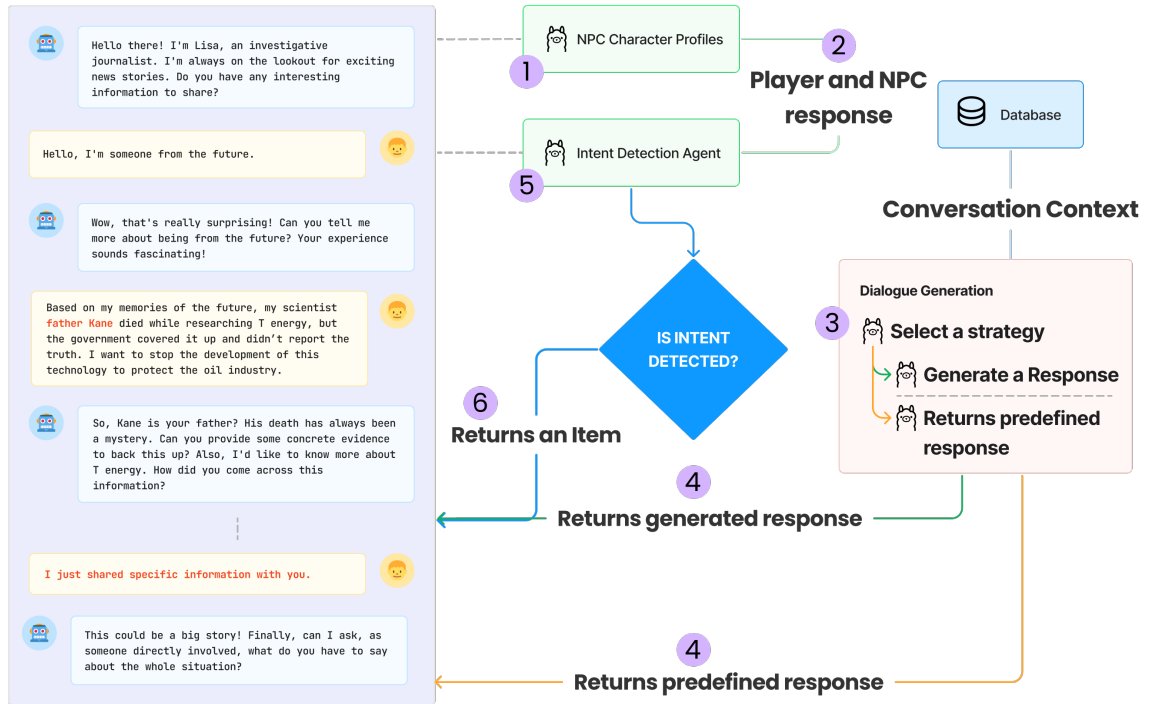 Hello there! I'm Lisa, an investigative
journalist. I'm always on the lookout for exciting
news stories. Do you have any interesting
information to share?
Hello, I'm someone from the future.
Wow, that's really surprising! Can you tell me
more about being from the future? Your experience
sounds fascinating!
Based on my memories of the future, my scientist
father Kane died while researching T energy, but
the government covered it up and didn’t report the
truth. I want to stop the development of this
technology to protect the oil industry.
So, Kane is your father? His death has always been
a mystery. Can you provide some concrete evidence
to back this up? Also, I'd like to know more about
T energy. How did you come across this
information?
I just shared specific information with you.
This could be a big story! Finally, can I ask, as
someone directly involved, what do you have to say
about the whole situation?
NPC Character Profiles
1
2
Player and NPC
response
Intent Detection Agent
5
Database
Conversation Context
IS INTENT
DETECTED?
Dialogue Generation
3
Select a strategy
Generate a Response
Returns predefined
response
6
Returns an Item
4
Returns generated response
4
Returns predefined response